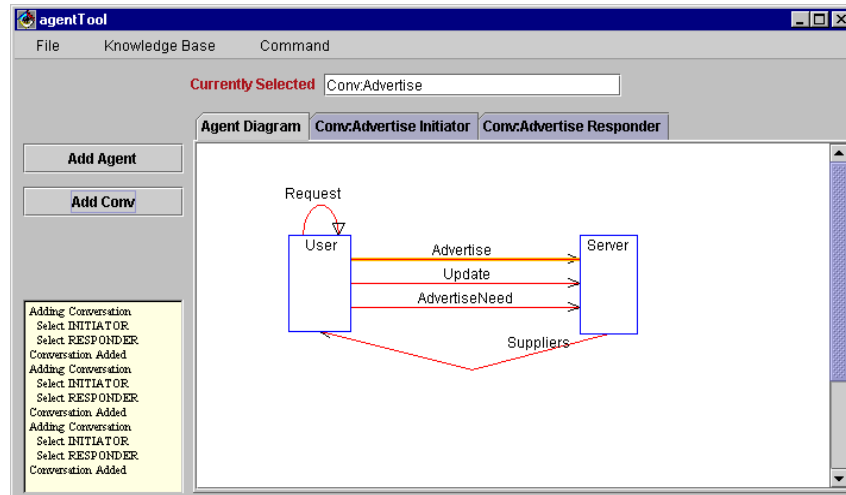 agentTool
File Knowledge Base Command
Currently Selected Conv:Advertise
Agent Diagram Conv:Advertise Initiator Conv:Advertise Responder
Add Agent
Add Conv
Request
User
Server
Advertise
Update
AdvertiseNeed
Suppliers
Adding Conversation
Select INITIATOR
Select RESPONDER
Conversation Added
Adding Conversation
Select INITIATOR
Select RESPONDER
Conversation Added
Adding Conversation
Select INITIATOR
Select RESPONDER
Conversation Added